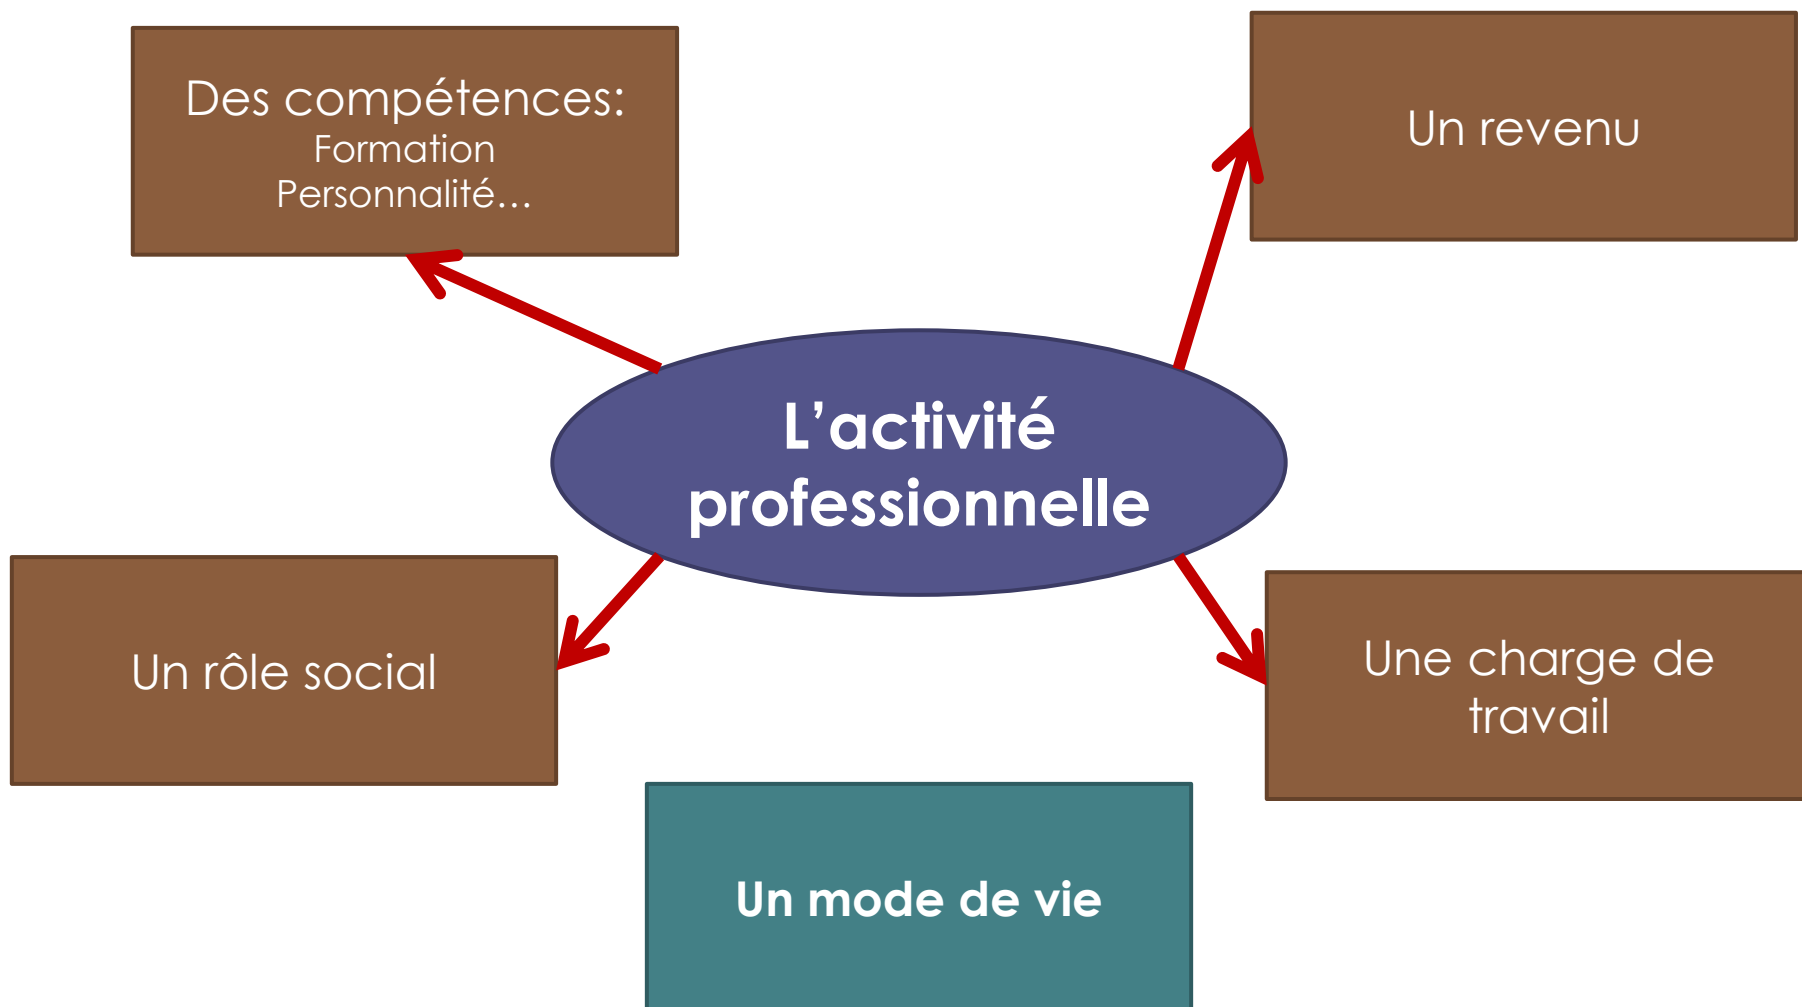 Des compétences:
Formation
Personnalité…
Un revenu
L’activité
professionnelle
Un rôle social
Une charge de
travail
Un mode de vie